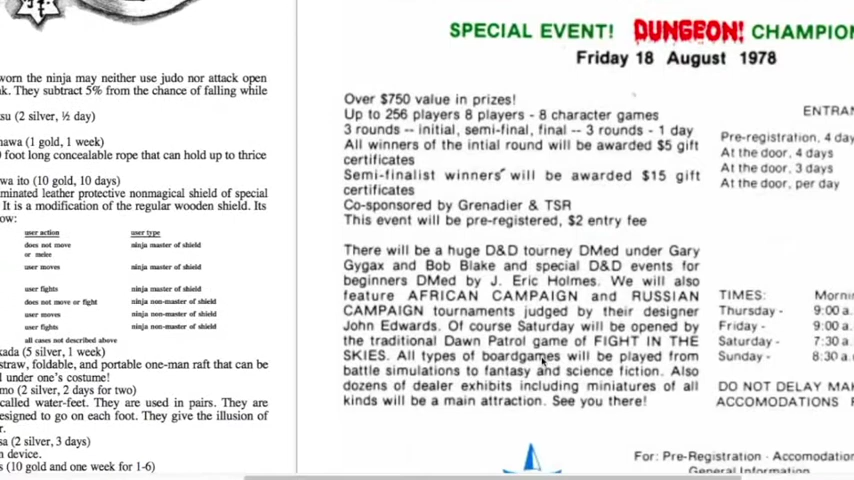 worn the ninja may neither use judo nor attack open
They subtract 5% from the chance of falling while
(2 silver, ½ day)
(1 gold, 1 week)
foot long concealable rope that can hold up to thrice
ito (10 gold, 10 days)
leather protective nonmagical shield of special
It is a modification of the regular wooden shield. Its
user action user type
does not move ninja master of shield
or melee
user moves ninja master of shield
user fights ninja master of shield
does not move or fight ninja non-master of shield
user moves ninja non-master of shield
user fights ninja non-master of shield
all cases not described above
(5 silver, 1 week)
straw, foldable, and portable one-man raft that can be
under one's costume!
(2 silver, 2 days for two)
called water-feet. They are used in pairs. They are
designed to go on each foot. They give the illusion of
(2 silver, 3 days)
device.
(10 gold and one week for 1-6)
SPECIAL EVENT! DUNGEON! CHAMPION
Friday 18 August 1978
Over $750 value in prizes!
Up to 256 players 8 players - 8 character games
3 rounds -- initial, semi-final, final -- 3 rounds - 1 day
All winners of the intial round will be awarded $5 gift
certificates
Semi-finalist winners will be awarded $15 gift
certificates
Co-sponsored by Grenadier & TSR
This event will be pre-registered, $2 entry fee
There will be a huge D&D tourney DMed under Gary
Gygax and Bob Blake and special D&D events for
beginners DMed by J. Eric Holmes. We will also
feature AFRICAN CAMPAIGN and RUSSIAN
CAMPAIGN tournaments judged by their designer
John Edwards. Of course Saturday will be opened by
the traditional Dawn Patrol game of FIGHT IN THE
SKIES. All types of boardgames will be played from
battle simulations to fantasy and science fiction. Also
dozens of dealer exhibits including miniatures of all
kinds will be a main attraction. See you there!
ENTRAN
Pre-registration, 4 day
At the door, 4 days
At the door, 3 days
At the door, per day
TIMES: Morni
Thursday - 9:00 a.
Friday - 9:00 a.
Saturday - 7:30 a.
Sunday - 8:30 a.
DO NOT DELAY MA
ACCOMODATIONS
For: Pre-Registration - Accomodation
General Information